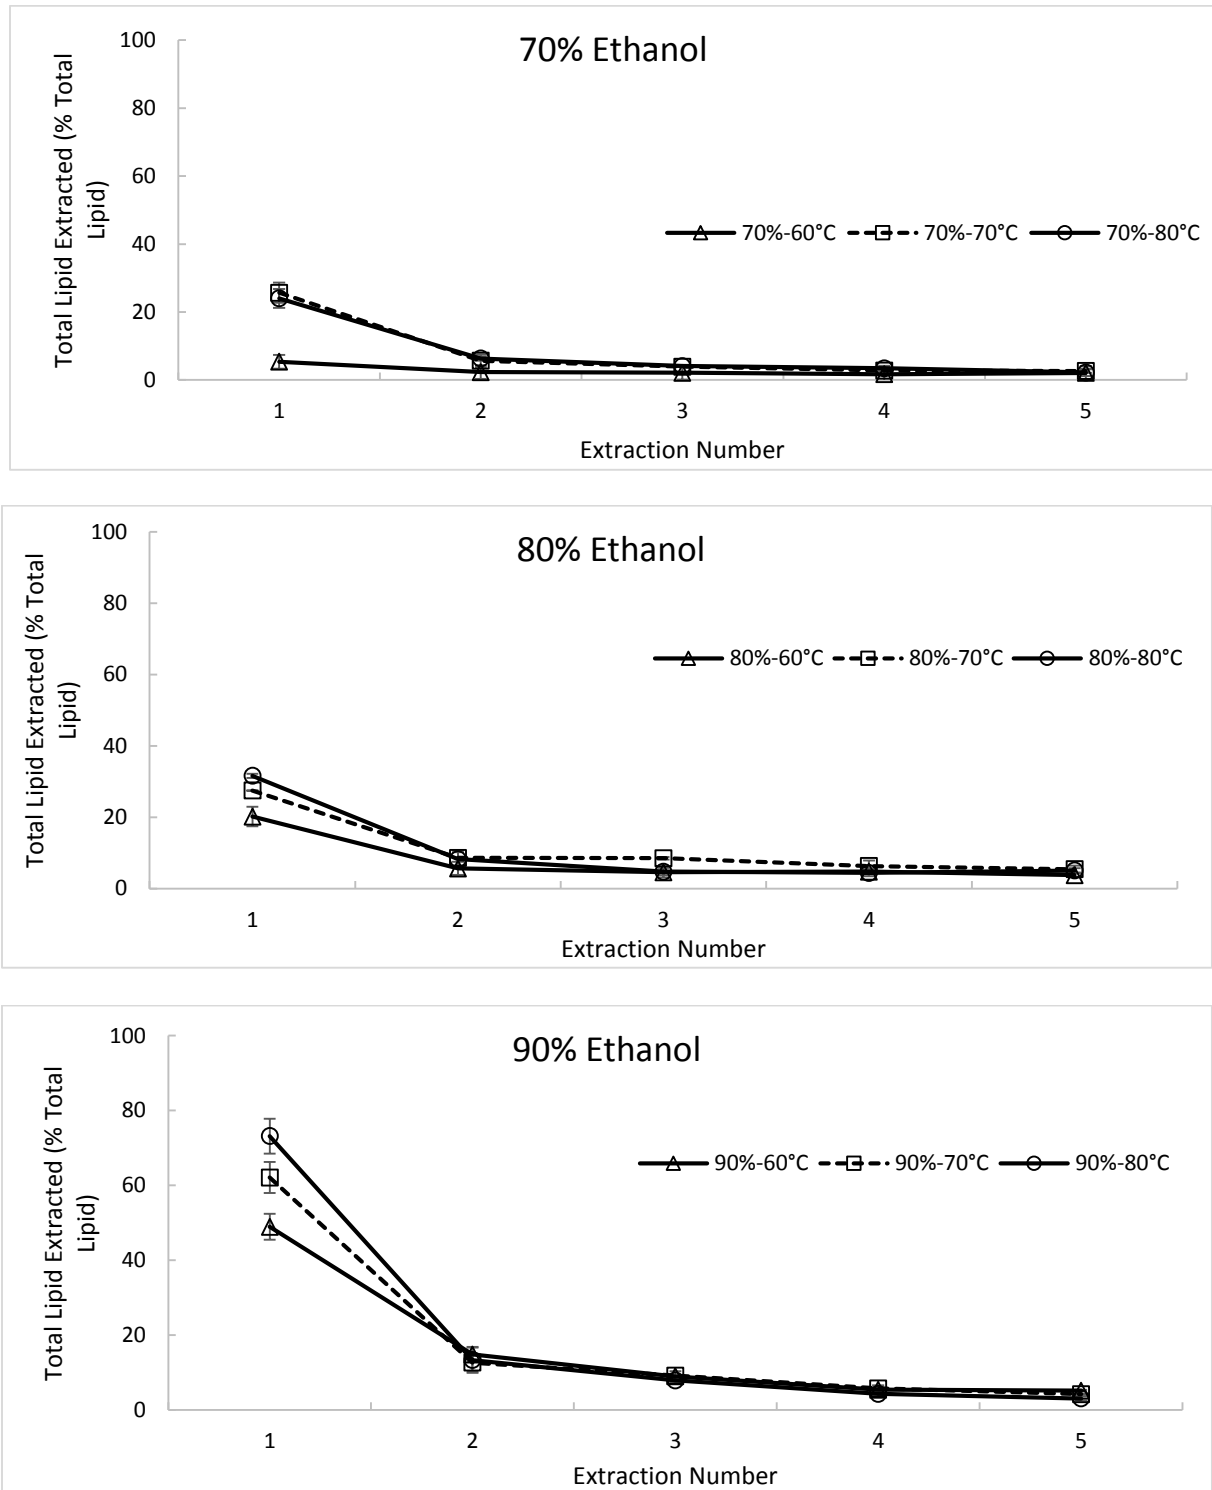 70% Ethanol
Total Lipid Extracted (% Total
Lipid)
100
80
60
40
20
0
70%-60°C 70%-70°C 70%-80°C
1 2 3 4 5
Extraction Number
80% Ethanol
Total Lipid Extracted (% Total
Lipid)
100
80
60
40
20
0
80%-60°C 80%-70°C 80%-80°C
1 2 3 4 5
Extraction Number
90% Ethanol
Total Lipid Extracted (% Total
Lipid)
100
80
60
40
20
0
90%-60°C 90%-70°C 90%-80°C
1 2 3 4 5
Extraction Number